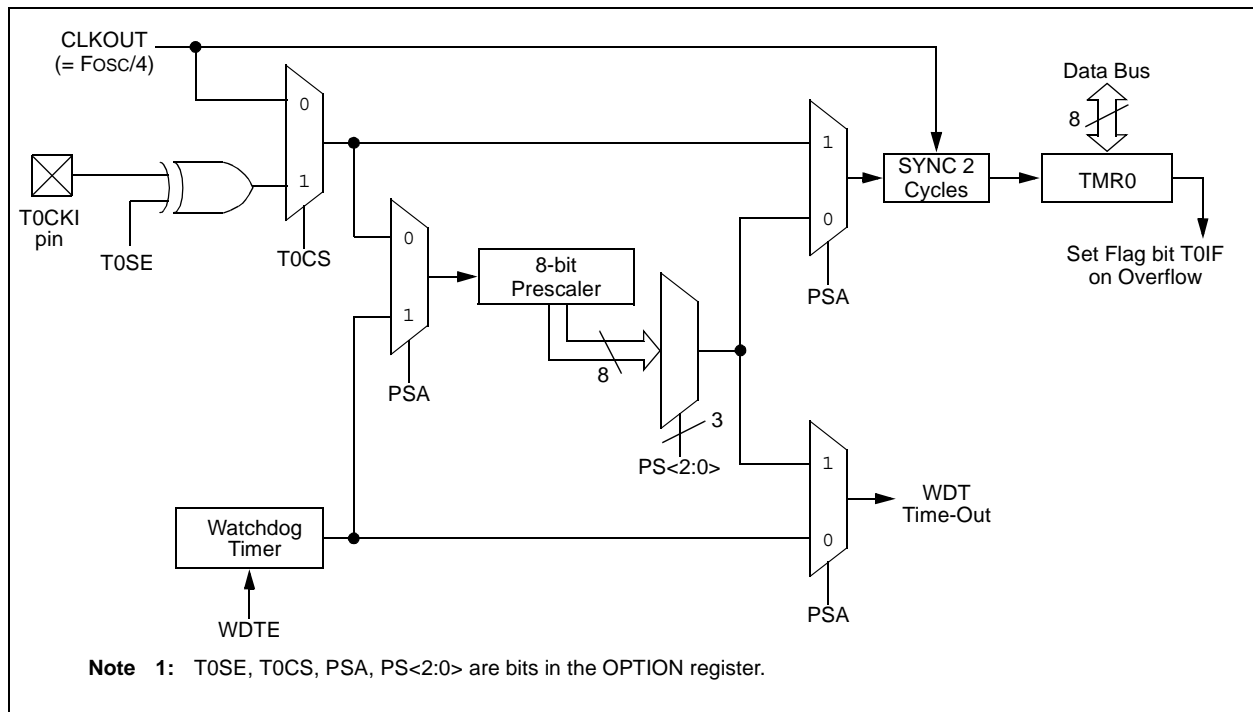 CLKOUT
(= FOSC/4)
Data Bus
8
0
1
T0CKI
pin
T0SE
T0CS
1
0
PSA
SYNC 2
Cycles
TMR0
Set Flag bit T0IF
on Overflow
0
1
PSA
8-bit
Prescaler
8
3
PS<2:0>
1
0
PSA
WDT
Time-Out
Watchdog
Timer
WDTE
Note 1: T0SE, T0CS, PSA, PS<2:0> are bits in the OPTION register.